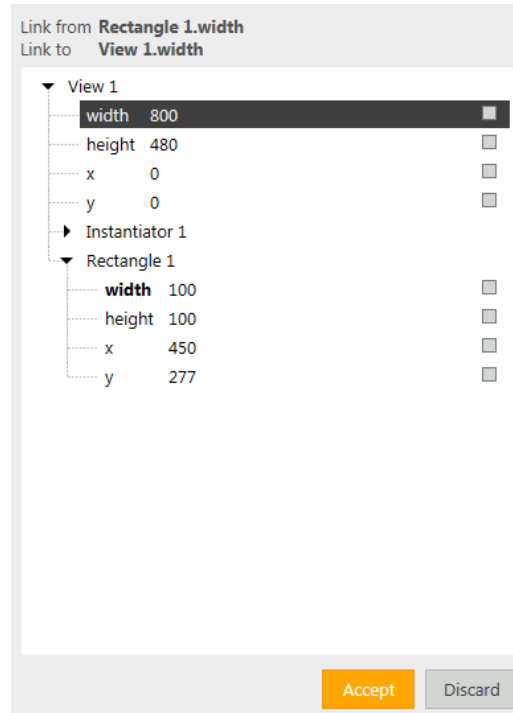 Link from Rectangle 1.width
Link to View 1.width
View 1
width 800
height 480
x 0
y 0
Instantiator 1
Rectangle 1
width 100
height 100
x 450
y 277
Accept Discard